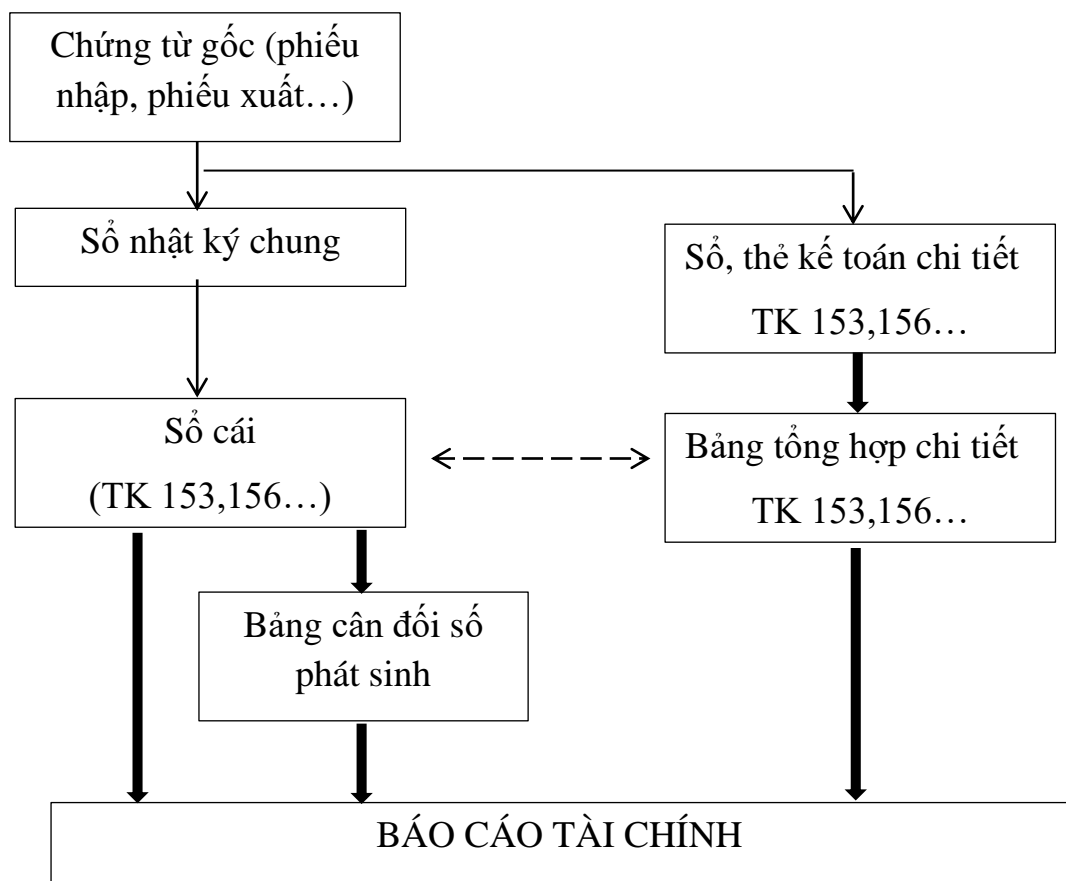 Chứng từ gốc (phiếu
nhập, phiếu xuất…)
Sổ nhật ký chung
Sổ, thẻ kế toán chi tiết
TK 153,156…
Sổ cái
(TK 153,156…)
Bảng tổng hợp chi tiết
TK 153,156…
Bảng cân đối số
phát sinh
BÁO CÁO TÀI CHÍNH